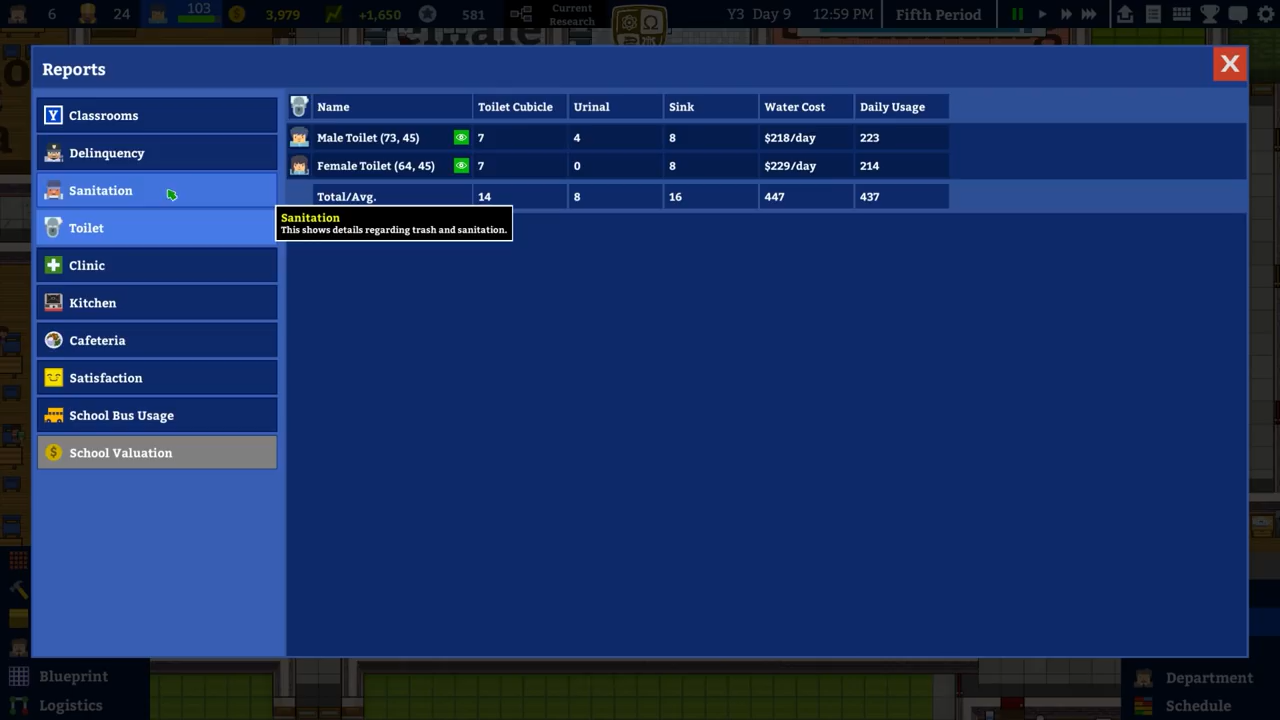 6 24 103 3,979 +1,650 581 Current Research Y3 Day 9 12:59 PM Fifth Period
Reports
X
Classrooms
Delinquency
Sanitation
Toilet
Clinic
Kitchen
Cafeteria
Satisfaction
School Bus Usage
School Valuation
Name Toilet Cubicle Urinal Sink Water Cost Daily Usage
Male Toilet (73, 45) 7 4 8 $218/day 223
Female Toilet (64, 45) 7 0 8 $229/day 214
Total/Avg. 14 8 16 447 437
Sanitation
This shows details regarding trash and sanitation.
Blueprint
Logistics
Department
Schedule